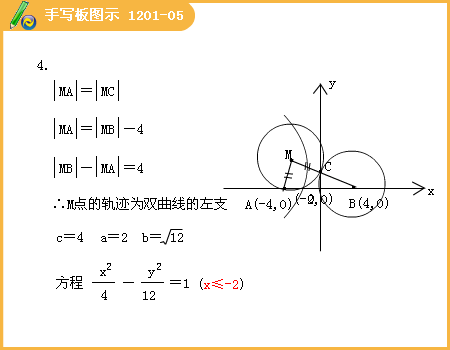 手写板图示 1201-05
4.
|MA|=|MC|
|MA|=|MB|-4
|MB|-|MA|=4
∴M点的轨迹为双曲线的左支
c=4 a=2 b=√12
方程 x²/4 - y²/12 =1 (x≤-2)
y
M
C
x
A(-4,0)
(-2,0)
0
B(4,0)